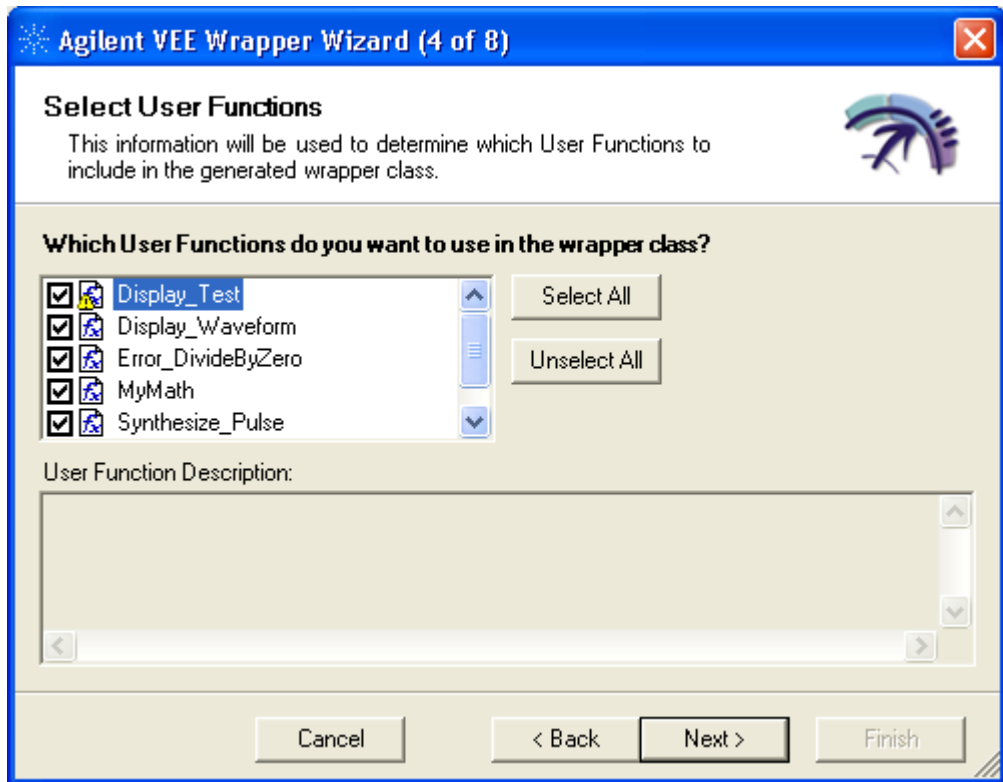 Agilent VEE Wrapper Wizard (4 of 8)
Select User Functions
This information will be used to determine which User Functions to
include in the generated wrapper class.
Which User Functions do you want to use in the wrapper class?
Display_Test
Display_Waveform
Error_DivideByZero
MyMath
Synthesize_Pulse
Select All
Unselect All
User Function Description:
Cancel
< Back
Next >
Finish